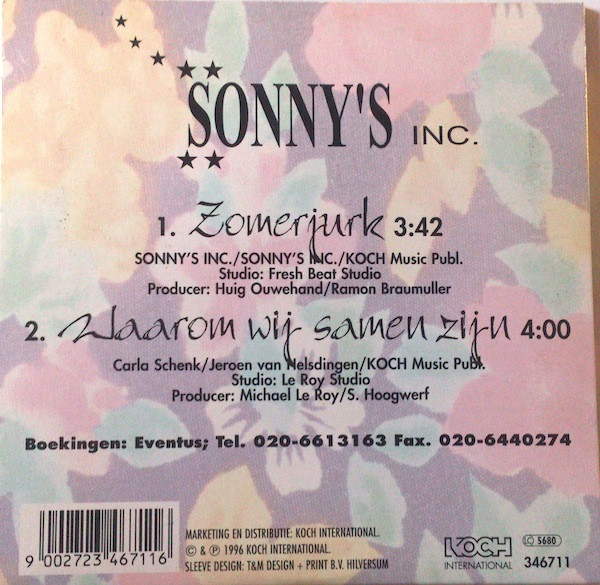 SONNY'S INC.
1. Zomerjurk 3:42
SONNY'S INC./SONNY'S INC./KOCH Music Publ.
Studio: Fresh Beat Studio
Producer: Huig Ouwehand/Ramon Braumuller
2. Waarom wij samen zijn 4:00
Carla Schenk/Jeroen van Helsdingen/KOCH Music Publ.
Studio: Le Roy Studio
Producer: Michael Le Roy/S. Hoogwerf
Boekingen: Eventus; Tel. 020-6613163 Fax. 020-6440274
9 002723 467116
MARKETING EN DISTRIBUTIE: KOCH INTERNATIONAL.
© & ℗ 1996 KOCH INTERNATIONAL.
SLEEVE DESIGN: T&M DESIGN + PRINT B.V. HILVERSUM
KOCH
INTERNATIONAL
LC 5680
346711